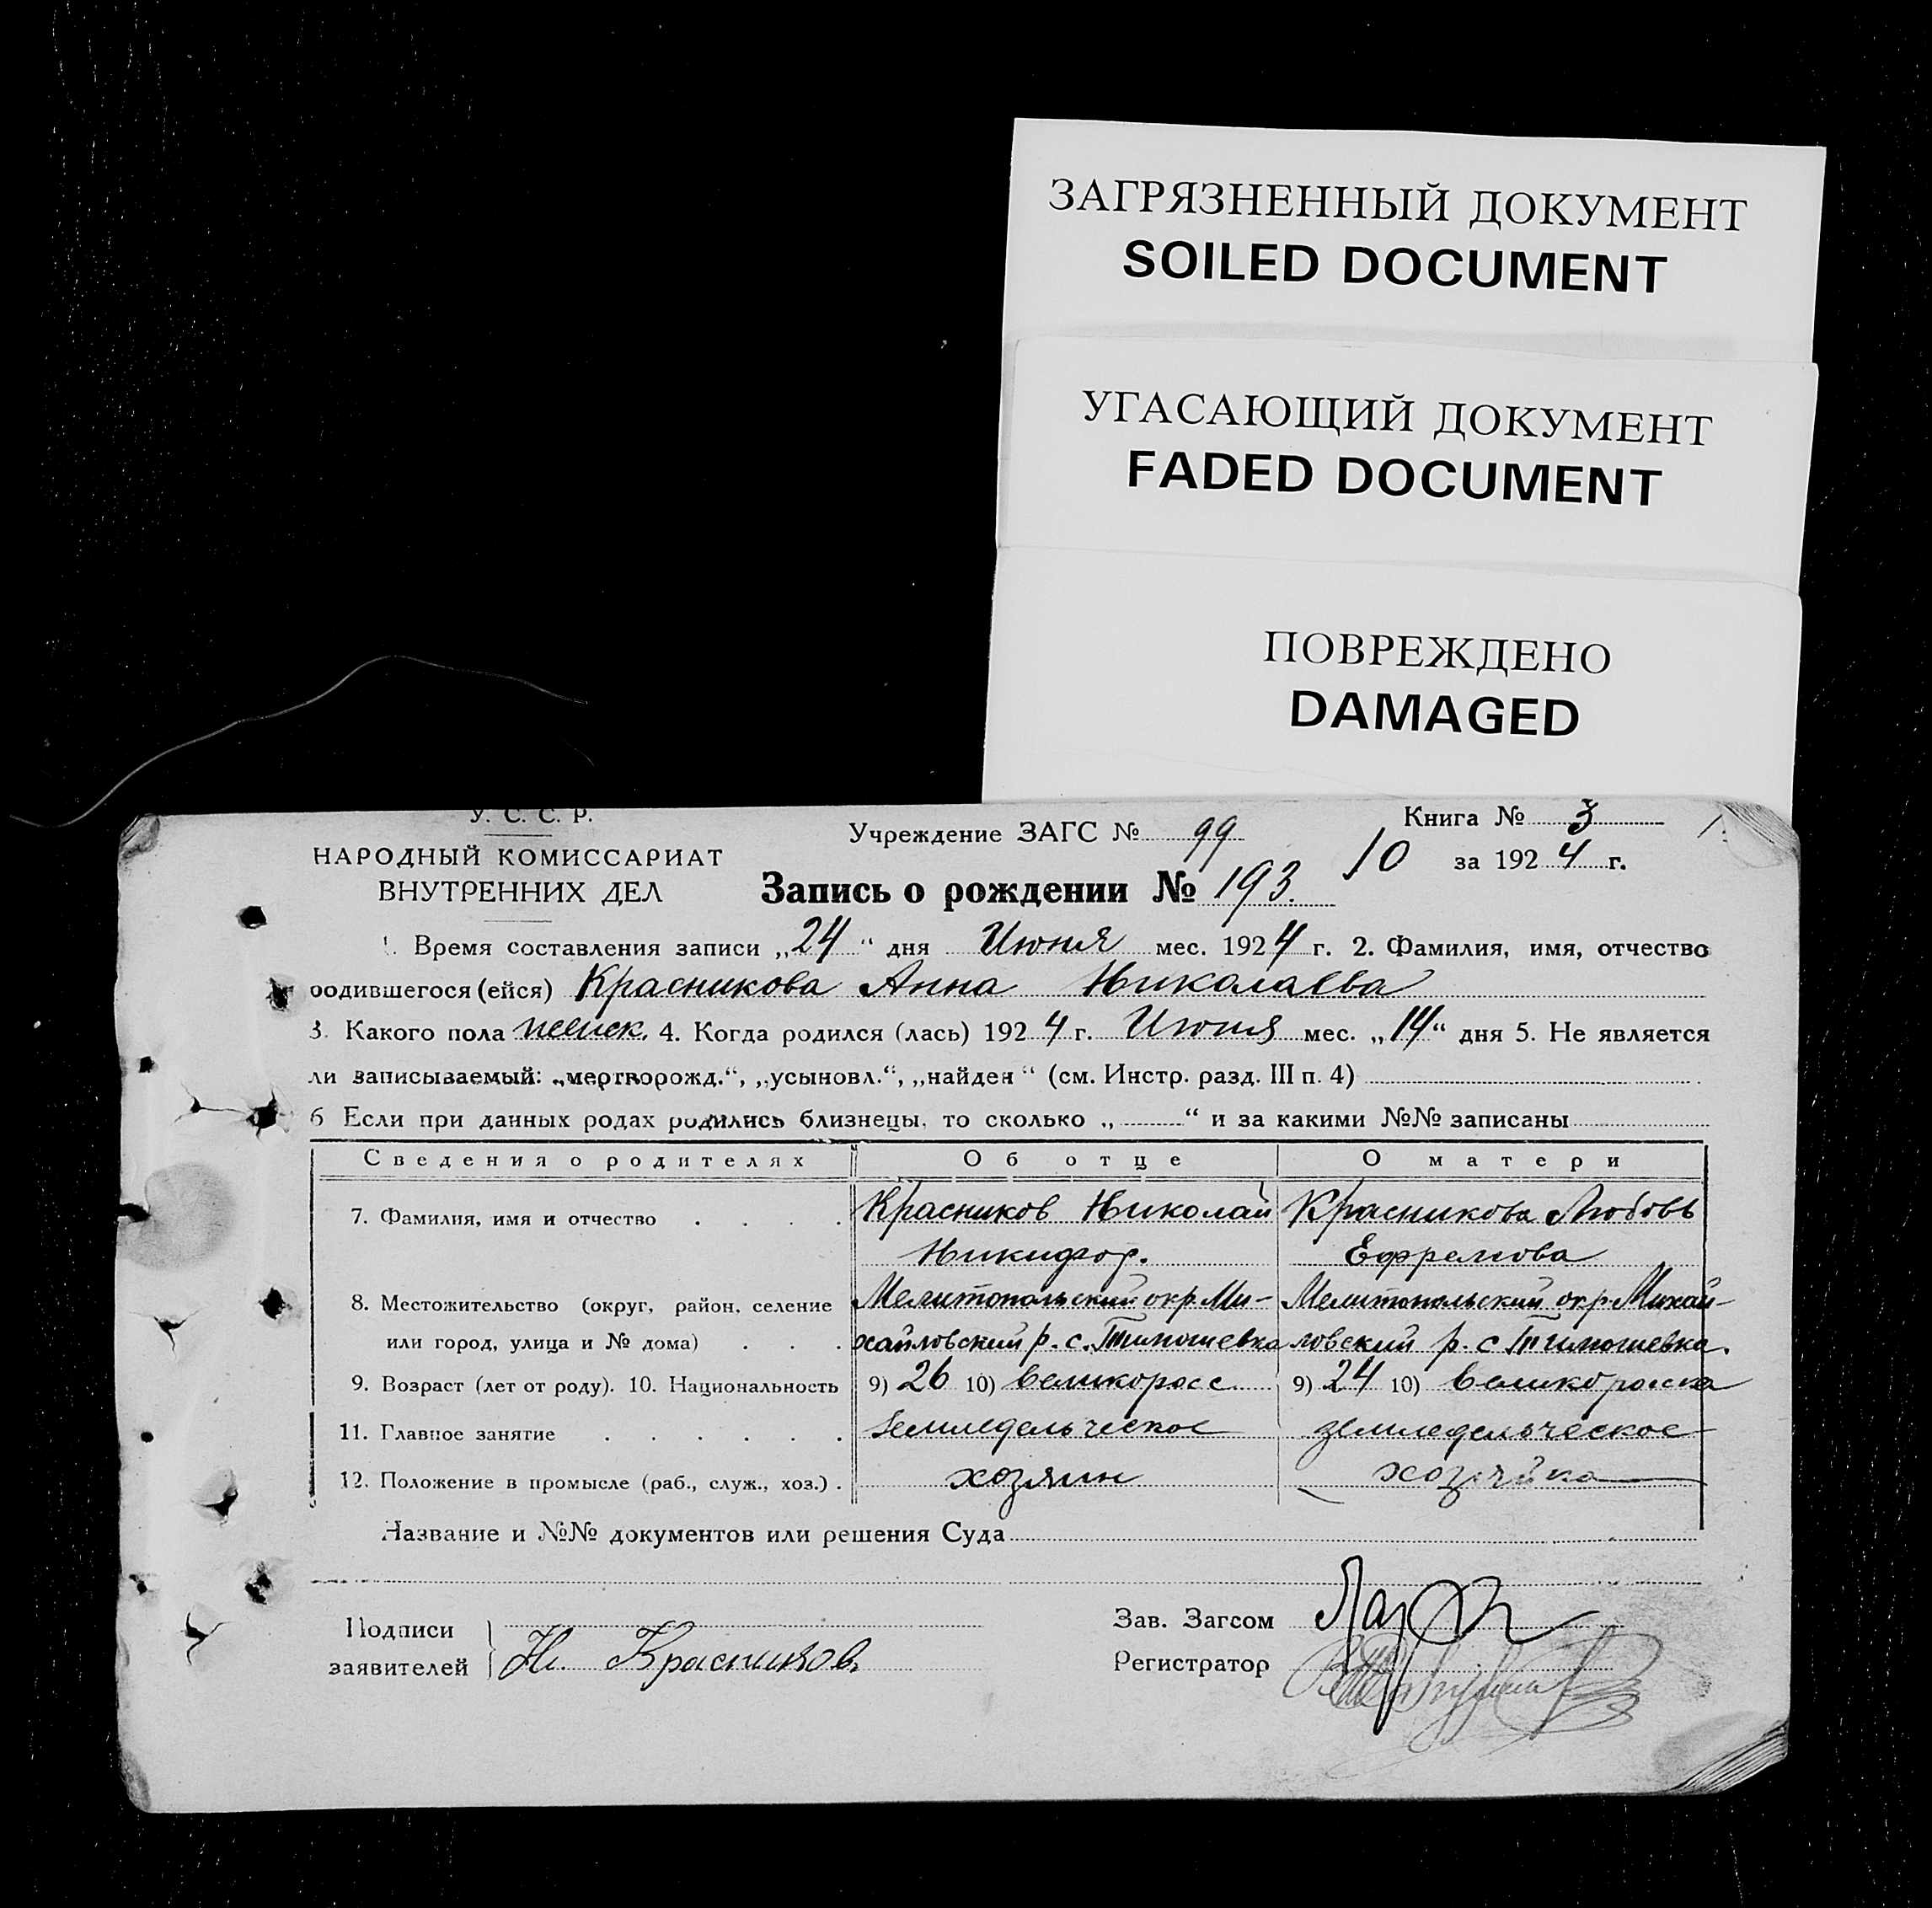 ЗАГРЯЗНЕННЫЙ ДОКУМЕНТ
SOILED DOCUMENT
УГАСАЮЩИЙ ДОКУМЕНТ
FADED DOCUMENT
ПОВРЕЖДЕНО
DAMAGED
У. С. С. Р.
НАРОДНЫЙ КОМИССАРИАТ
ВНУТРЕННИХ ДЕЛ
Учреждение ЗАГС № 99
Книга № 3
10 за 1924 г.
Запись о рождении № 193.
1. Время составления записи „24“ дня Июня мес. 1924 г. 2. Фамилия, имя, отчество
родившегося (ейся) Красникова Анна Николаева
3. Какого пола женск. 4. Когда родился (лась) 1924 г. Июня мес. „14“ дня 5. Не является
ли записываемый: „мертворожд.“, „усыновл.“, „найден“ (см. Инстр. разд. III п. 4)
6 Если при данных родах родились близнецы, то сколько „ “ и за какими №№ записаны
Сведения о родителях Об отце О матери
7. Фамилия, имя и отчество . . . . Красников Николай Красникова Любовь
Никифор. Ефремова
8. Местожительство (округ, район, селение Мелитопольский окр. Ми- Мелитопольский окр. Михай-
или город, улица и № дома) . . . хайловский р. с. Тимошевка ловский р. с Тимошевка.
9. Возраст (лет от роду). 10. Национальность 9) 26 10) великоросс 9) 24 10) великоросска
11. Главное занятие . . . . . . земледельческое земледельческое
12. Положение в промысле (раб., служ., хоз.) . хозяин хозяйка
Название и №№ документов или решения Суда
Подписи
заявителей Н. Красников
Зав. Загсом
Регистратор